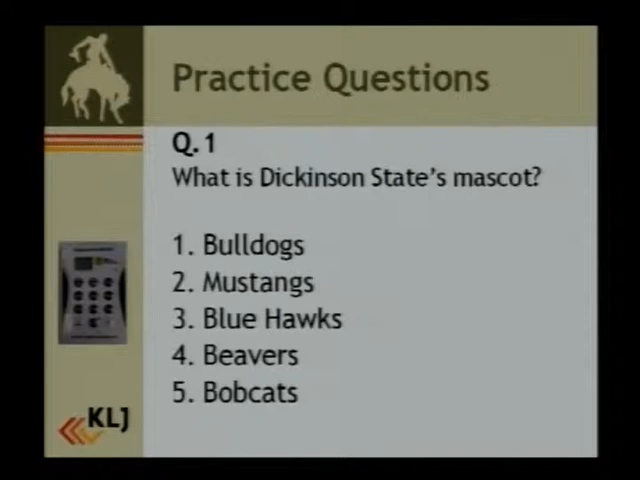 Practice Questions
Q.1
What is Dickinson State's mascot?
1. Bulldogs
2. Mustangs
3. Blue Hawks
4. Beavers
5. Bobcats
KLJ